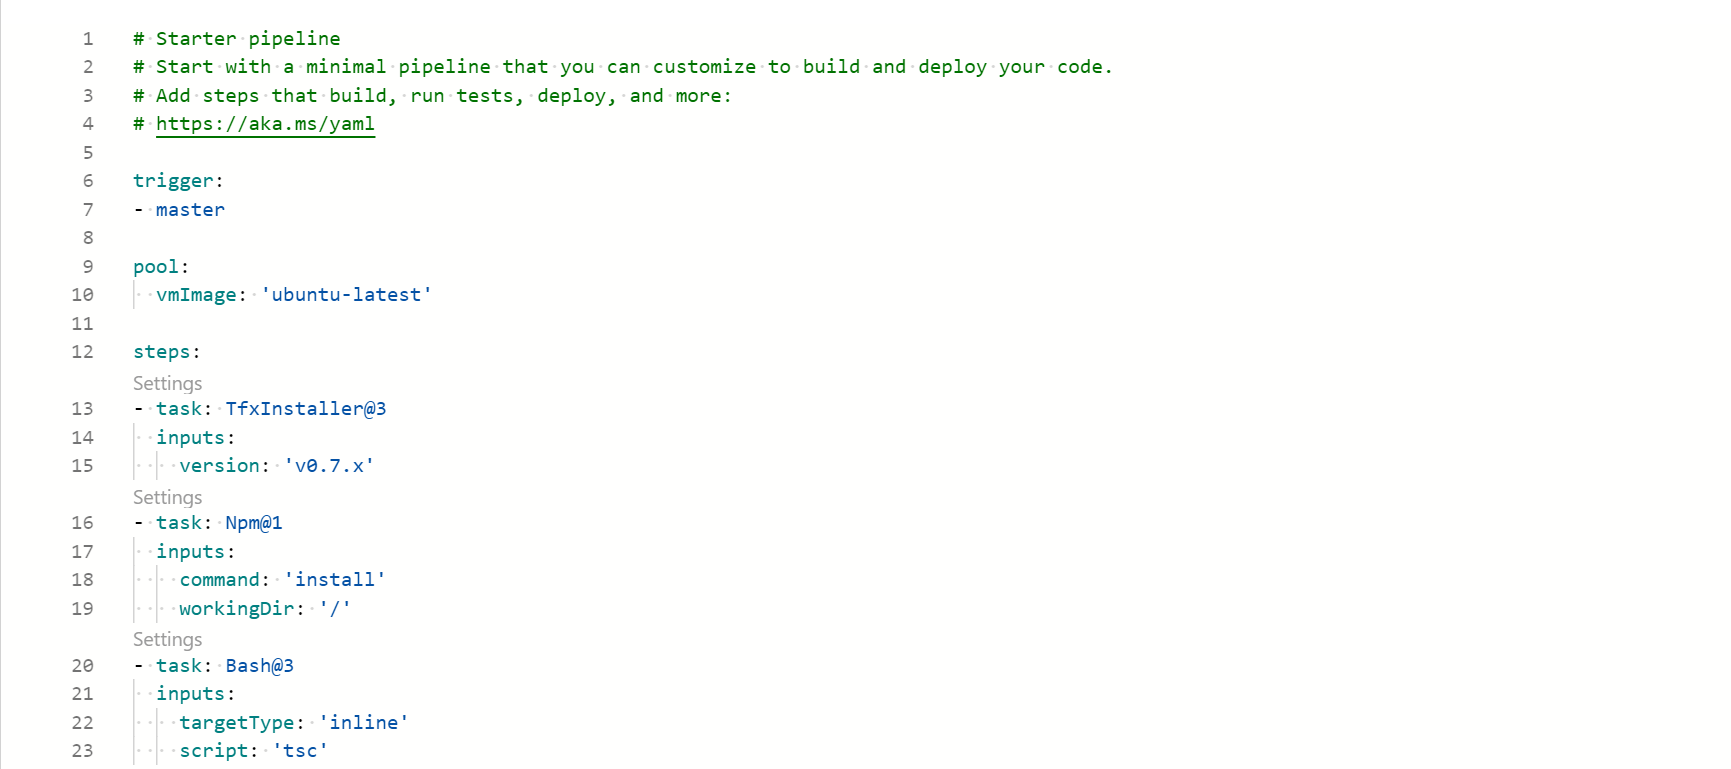 1 # Starter pipeline
2 # Start with a minimal pipeline that you can customize to build and deploy your code.
3 # Add steps that build, run tests, deploy, and more:
4 # https://aka.ms/yaml
5
6 trigger:
7 - master
8
9 pool:
10   vmImage: 'ubuntu-latest'
11
12 steps:
Settings
13 - task: TfxInstaller@3
14   inputs:
15     version: 'v0.7.x'
Settings
16 - task: Npm@1
17   inputs:
18     command: 'install'
19     workingDir: '/'
Settings
20 - task: Bash@3
21   inputs:
22     targetType: 'inline'
23     script: 'tsc'